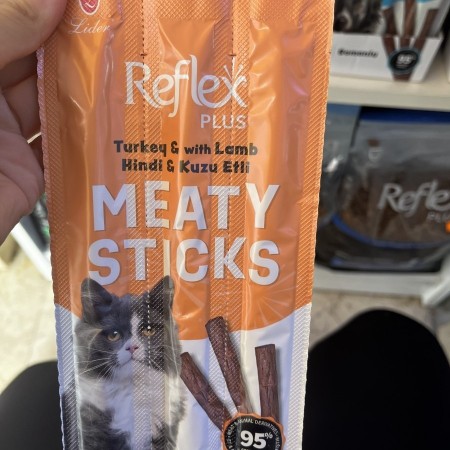 Lider
Reflex
PLUS
Turkey & with Lamb
Hindi & Kuzu Etli
MEATY
STICKS
95%
Reflex
PLUS